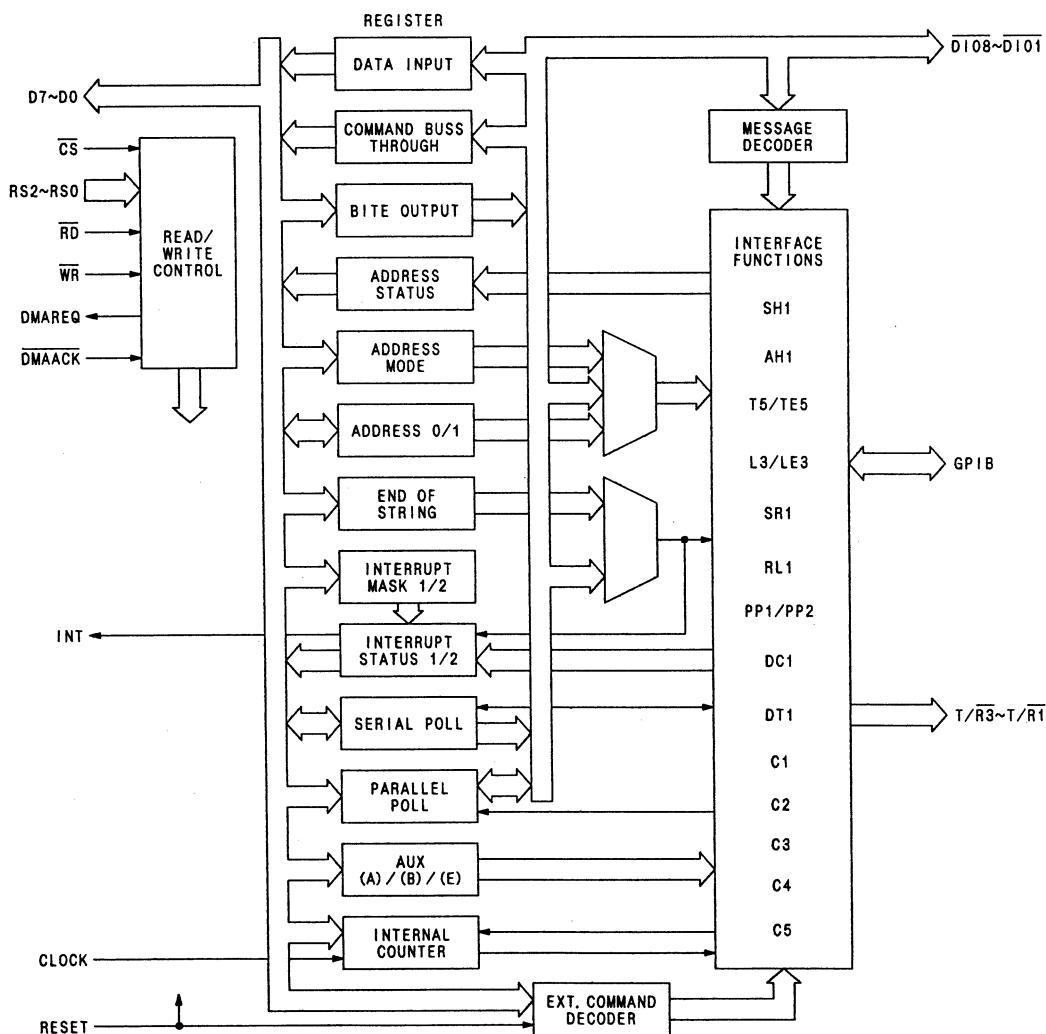 REGISTER
DATA INPUT
DIO8~DIO1
D7~D0
COMMAND BUSS
THROUGH
MESSAGE
DECODER
CS
RS2~RS0
RD
WR
DMAREQ
DMAACK
READ/
WRITE
CONTROL
BITE OUTPUT
ADDRESS
STATUS
ADDRESS
MODE
ADDRESS 0/1
END OF
STRING
INTERRUPT
MASK 1/2
INT
INTERRUPT
STATUS 1/2
SERIAL POLL
PARALLEL
POLL
AUX
(A)/(B)/(E)
INTERNAL
COUNTER
CLOCK
RESET
EXT. COMMAND
DECODER
INTERFACE
FUNCTIONS
SH1
AH1
T5/TE5
L3/LE3
SR1
RL1
PP1/PP2
DC1
DT1
C1
C2
C3
C4
C5
GPIB
T/R3~T/R1